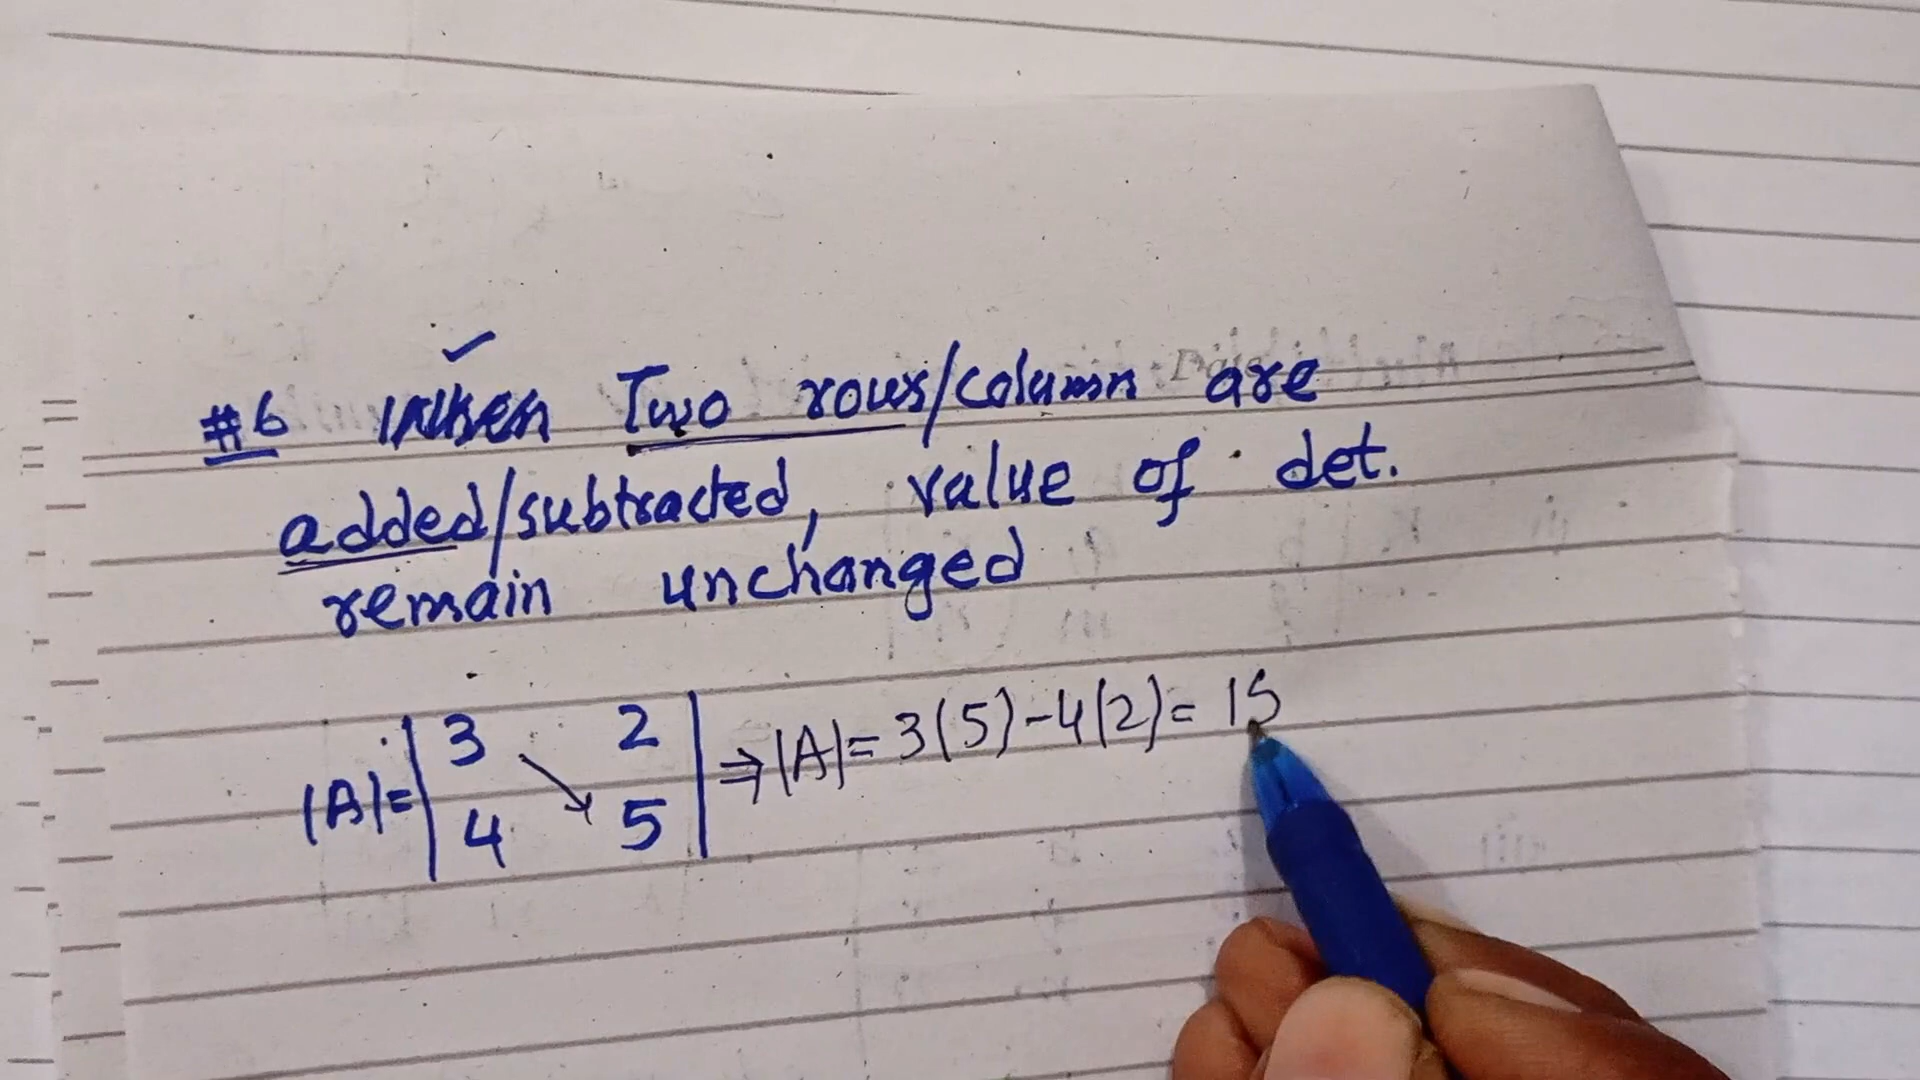 #6 When Two rows/column are
added/subtracted, value of det.
remain unchanged
|A|= | 3 2 | ⇒ |A|= 3(5)-4(2)= 15
| 4 5 |